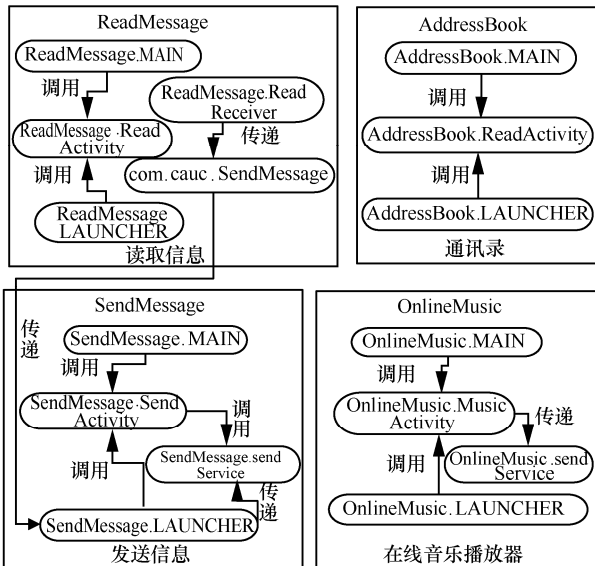 ReadMessage
ReadMessage.MAIN
调用
ReadMessage.Read
Receiver
ReadMessage.Read
Activity
传递
调用
com.cauc.SendMessage
ReadMessage
LAUNCHER
读取信息
AddressBook
AddressBook.MAIN
调用
AddressBook.ReadActivity
调用
AddressBook.LAUNCHER
通讯录
传
递
SendMessage
SendMessage.MAIN
调用
SendMessage.Send
Activity
调
用
SendMessage.send
Service
调用
传
递
SendMessage.LAUNCHER
发送信息
OnlineMusic
OnlineMusic.MAIN
调用
OnlineMusic.Music
Activity
传递
调用
OnlineMusic.send
Service
OnlineMusic.LAUNCHER
在线音乐播放器